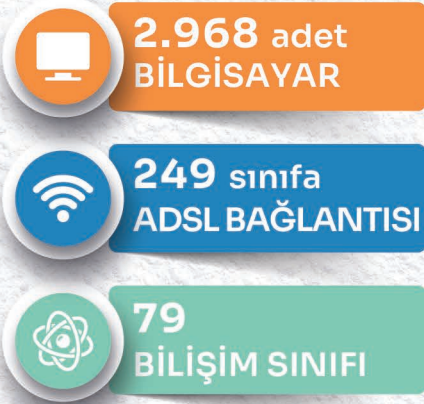 2.968 adet
BİLGİSAYAR
249 sınıfa
ADSL BAĞLANTISI
79
BİLİŞİM SINIFI